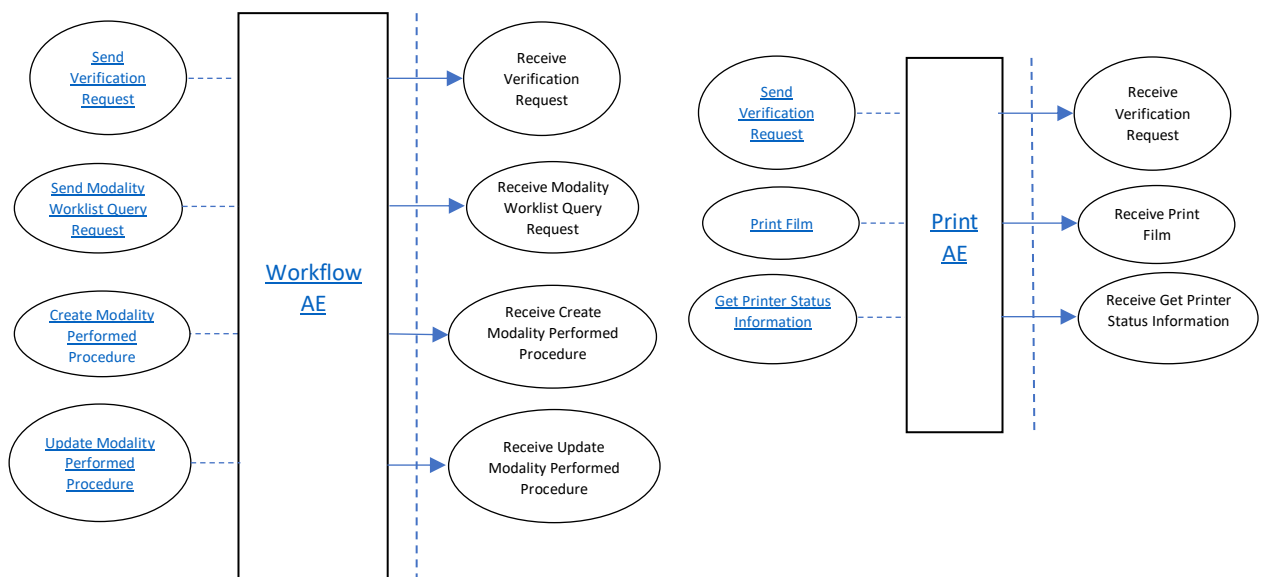 Send
Verification
Request
Receive
Verification
Request
Send Modality
Worklist Query
Request
Receive Modality
Worklist Query
Request
Workflow
AE
Create Modality
Performed
Procedure
Receive Create
Modality Performed
Procedure
Update Modality
Performed
Procedure
Receive Update
Modality Performed
Procedure
Send
Verification
Request
Receive
Verification
Request
Print Film
Print
AE
Receive Print
Film
Get Printer Status
Information
Receive Get Printer
Status Information